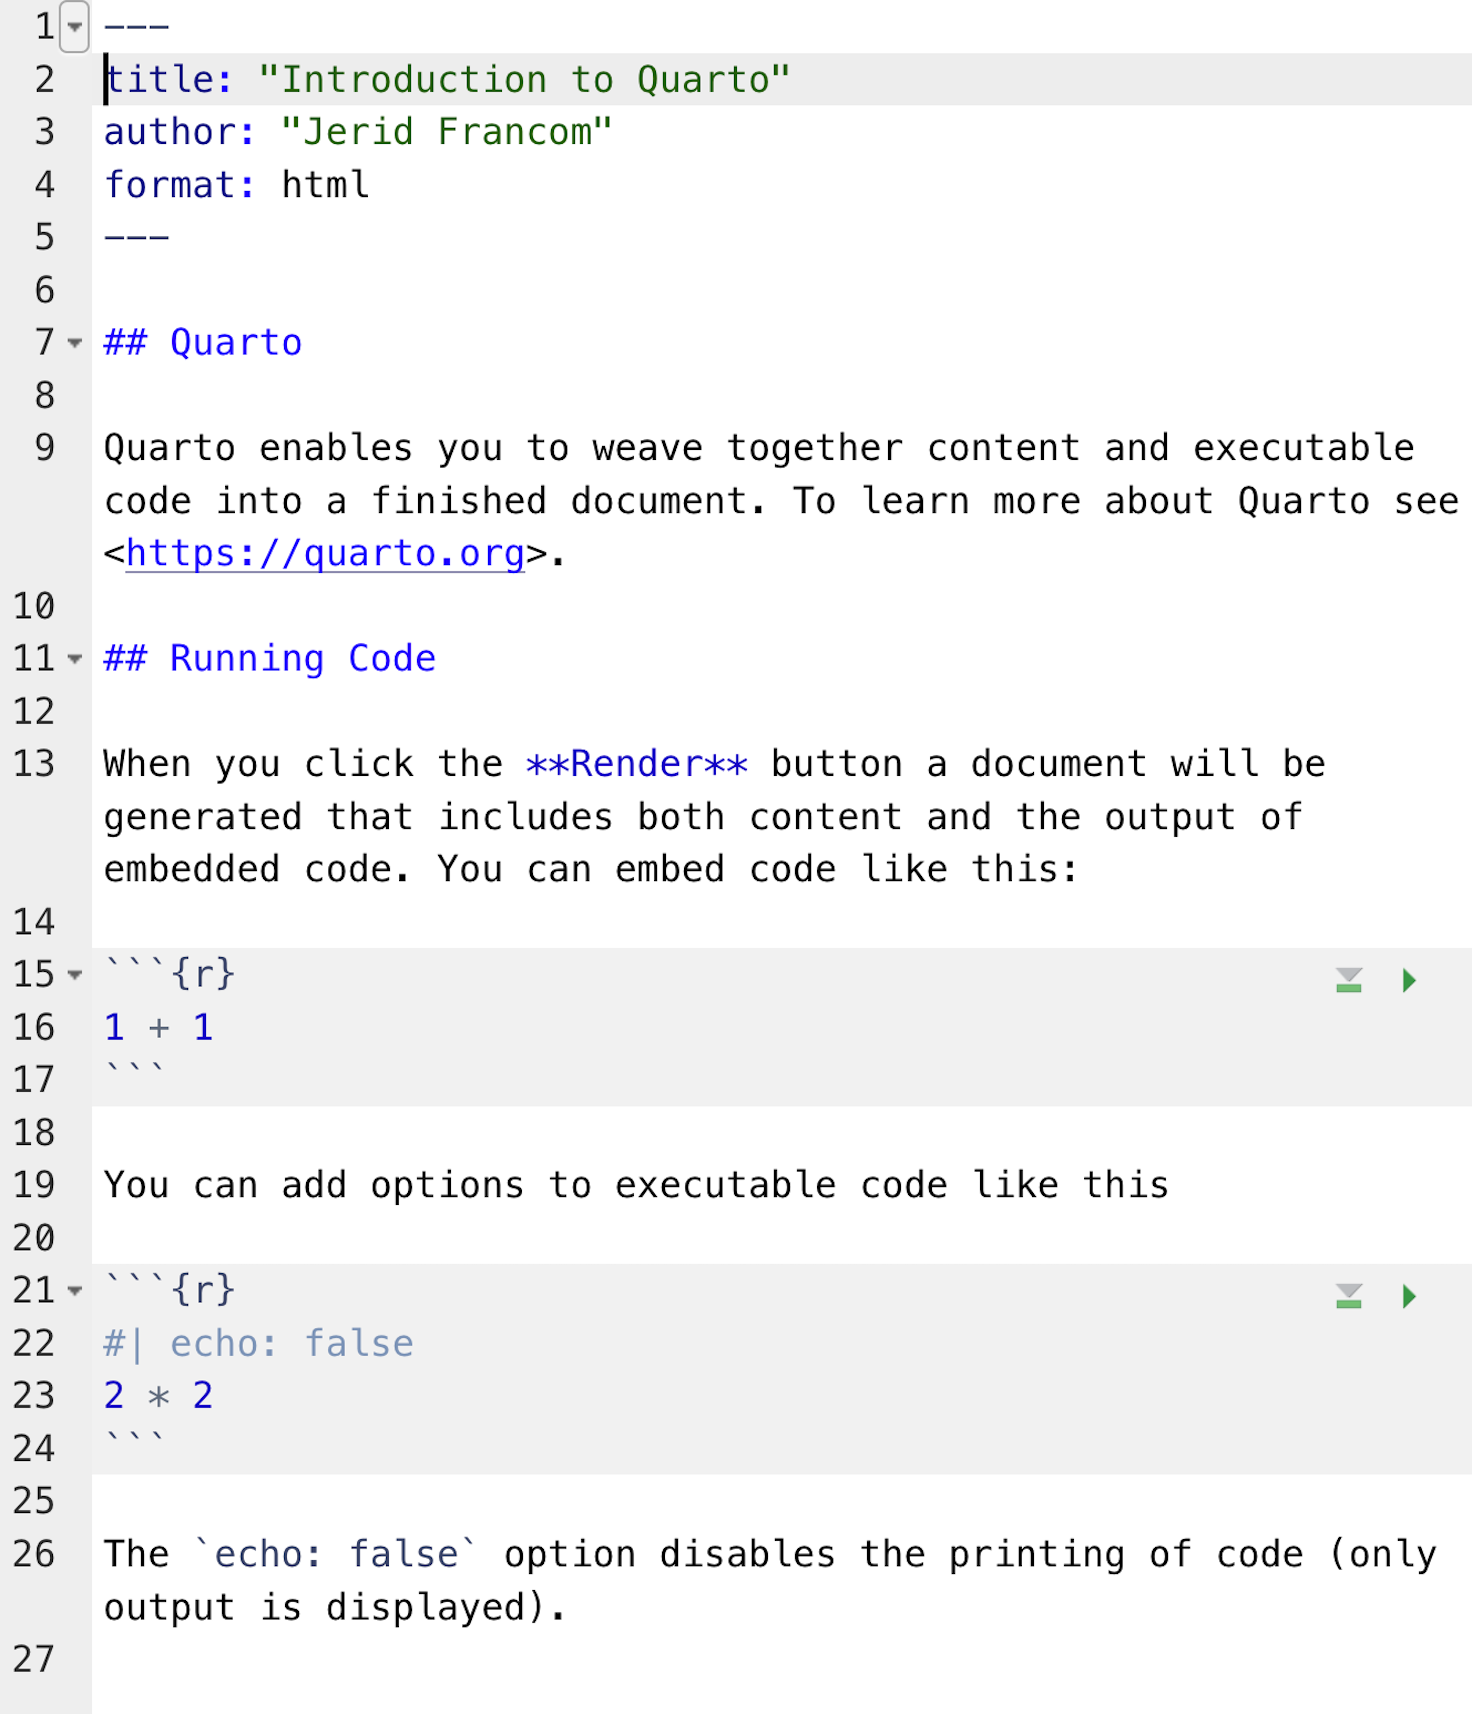 1 ---
2 title: "Introduction to Quarto"
3 author: "Jerid Francom"
4 format: html
5 ---
6
7 ## Quarto
8
9 Quarto enables you to weave together content and executable
code into a finished document. To learn more about Quarto see
<https://quarto.org>.
10
11 ## Running Code
12
13 When you click the **Render** button a document will be
generated that includes both content and the output of
embedded code. You can embed code like this:
14
15 ```{r}
16 1 + 1
17 ```
18
19 You can add options to executable code like this
20
21 ```{r}
22 #| echo: false
23 2 * 2
24 ```
25
26 The `echo: false` option disables the printing of code (only
output is displayed).
27